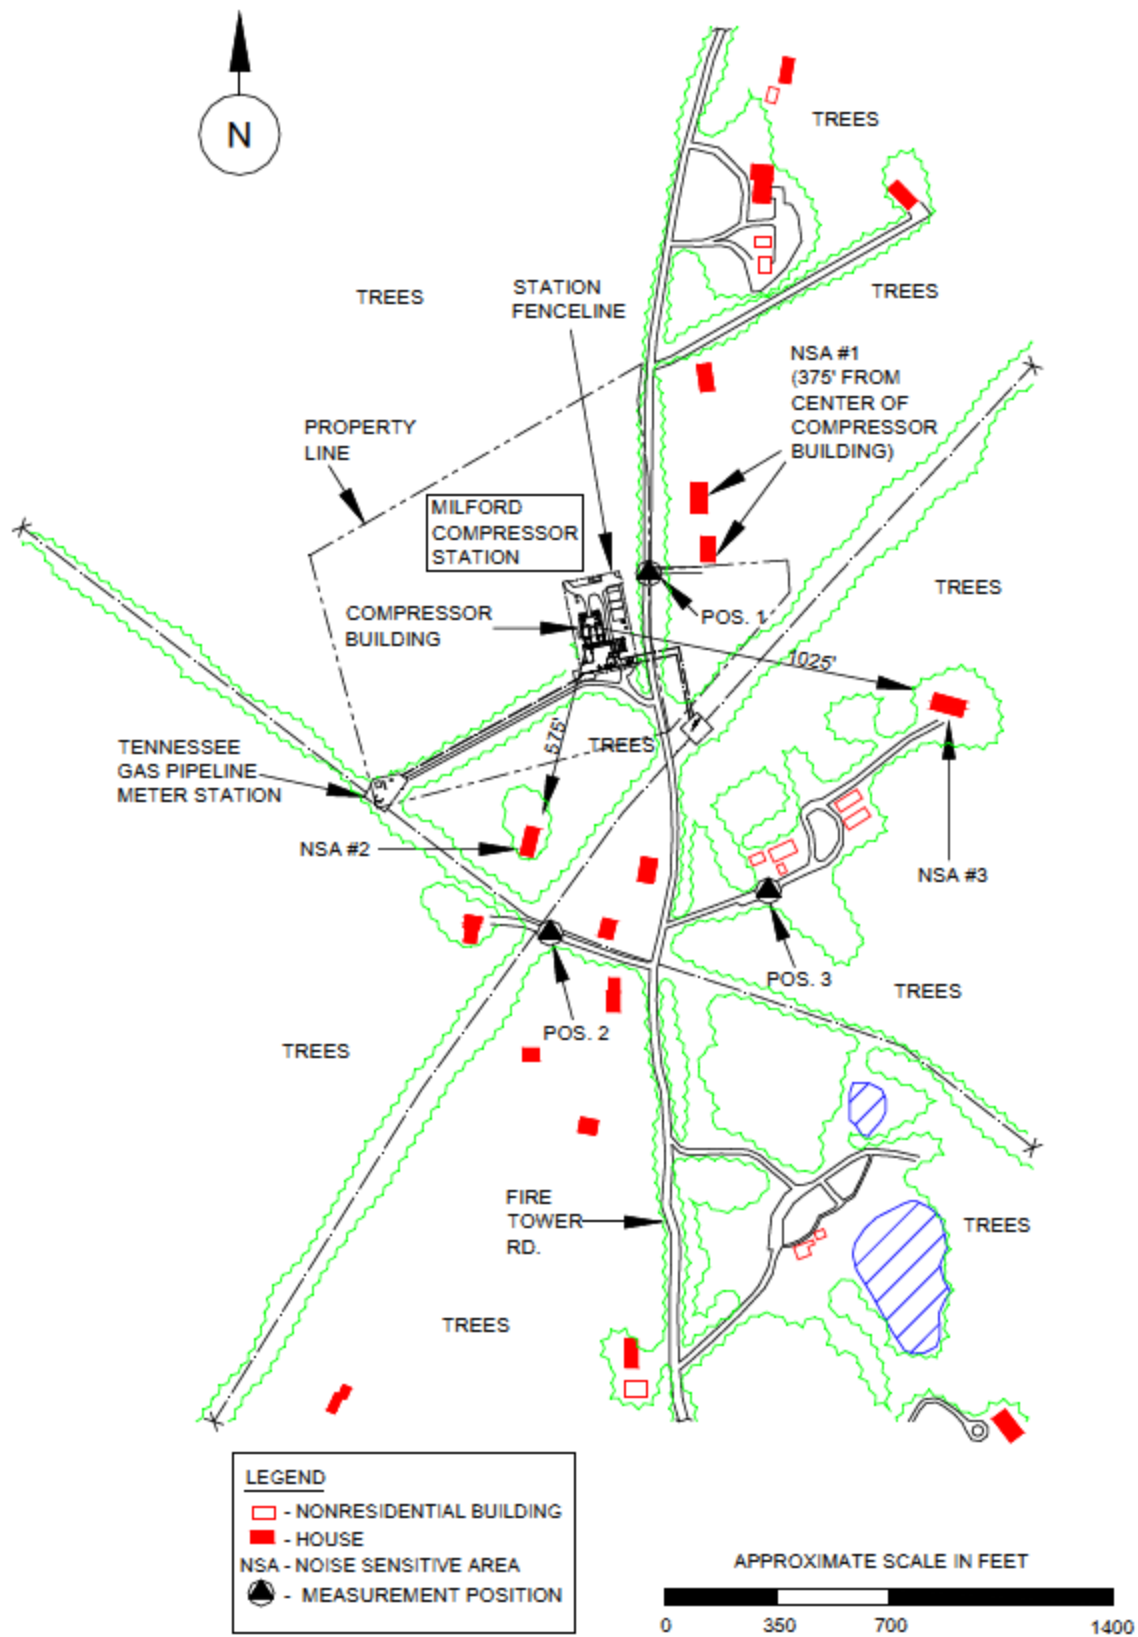 N
TREES
STATION
FENCELINE
TREES
TREES
NSA #1
(375' FROM
CENTER OF
COMPRESSOR
BUILDING)
PROPERTY
LINE
MILFORD
COMPRESSOR
STATION
TREES
COMPRESSOR
BUILDING
POS. 1
1025'
575'
TREES
TENNESSEE
GAS PIPELINE
METER STATION
NSA #2
NSA #3
POS. 3
TREES
POS. 2
TREES
FIRE
TOWER
RD.
TREES
TREES
LEGEND
- NONRESIDENTIAL BUILDING
- HOUSE
NSA - NOISE SENSITIVE AREA
- MEASUREMENT POSITION
APPROXIMATE SCALE IN FEET
0 350 700 1400